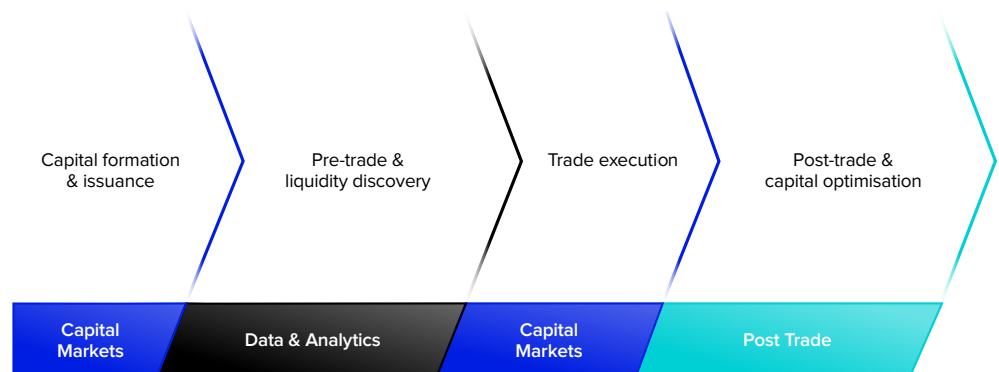 Capital formation
& issuance
Pre-trade &
liquidity discovery
Trade execution
Post-trade &
capital optimisation
Capital
Markets
Data & Analytics
Capital
Markets
Post Trade